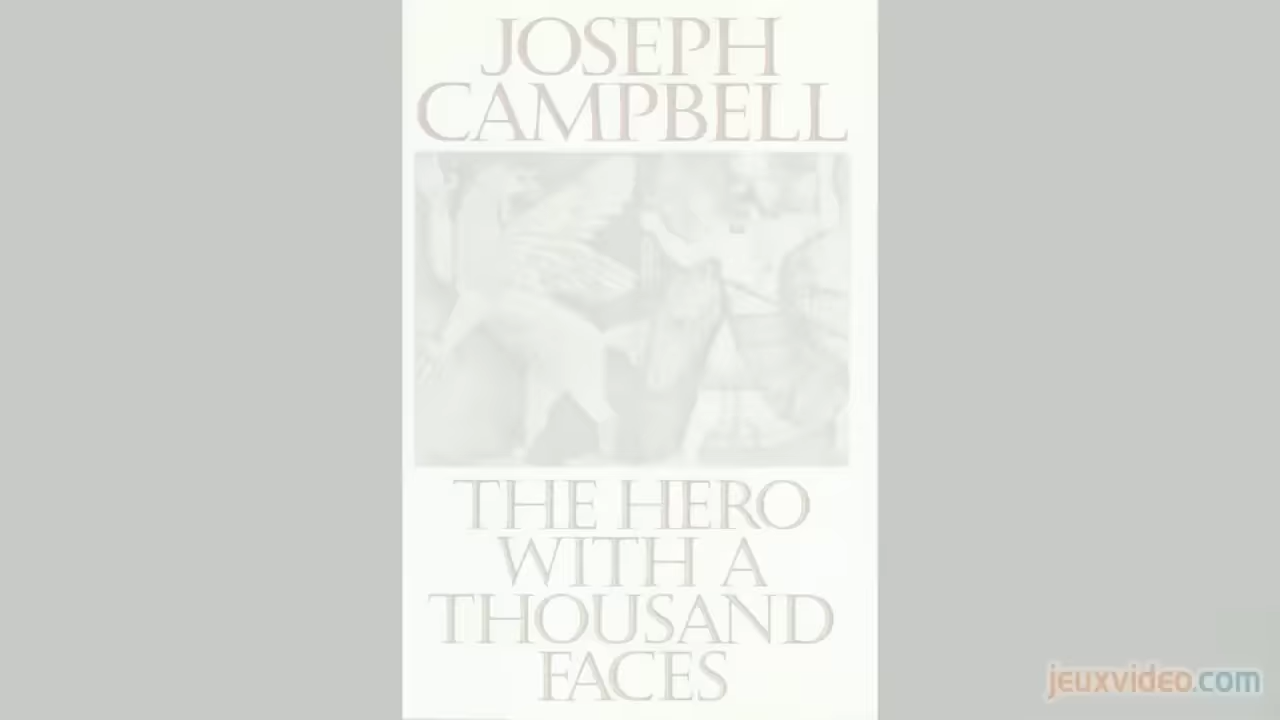 JOSEPH
CAMPBELL
THE HERO
WITH A
THOUSAND
FACES
jeuxvideo.com